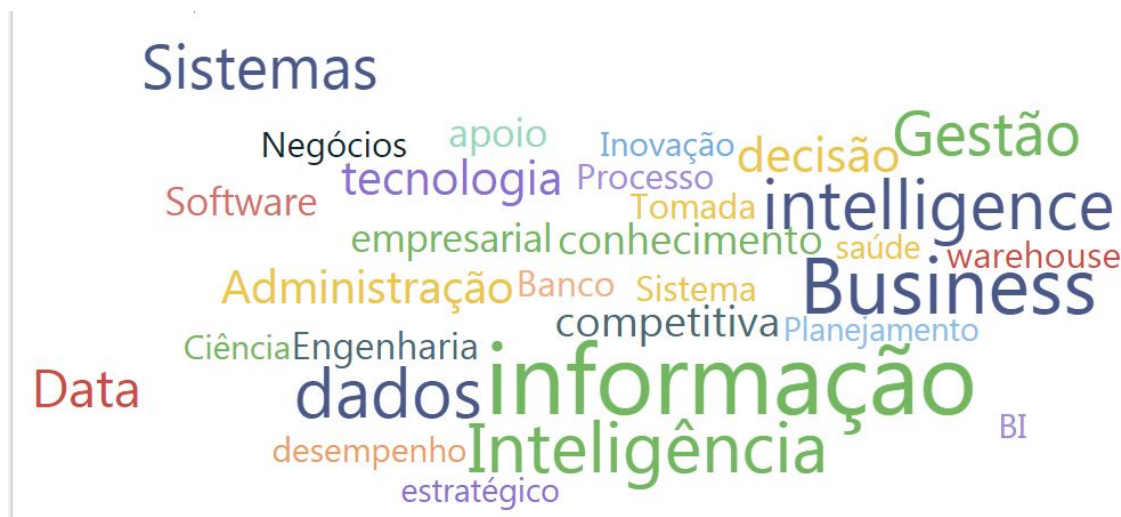 Sistemas
Negócios apoio Inovação decisão Gestão
tecnologia Processo
Software Tomada intelligence
empresarial conhecimento saúde warehouse
Administração Banco Sistema Business
competitiva Planejamento
Ciência Engenharia
Data dados informação
BI
desempenho Inteligência
estratégico